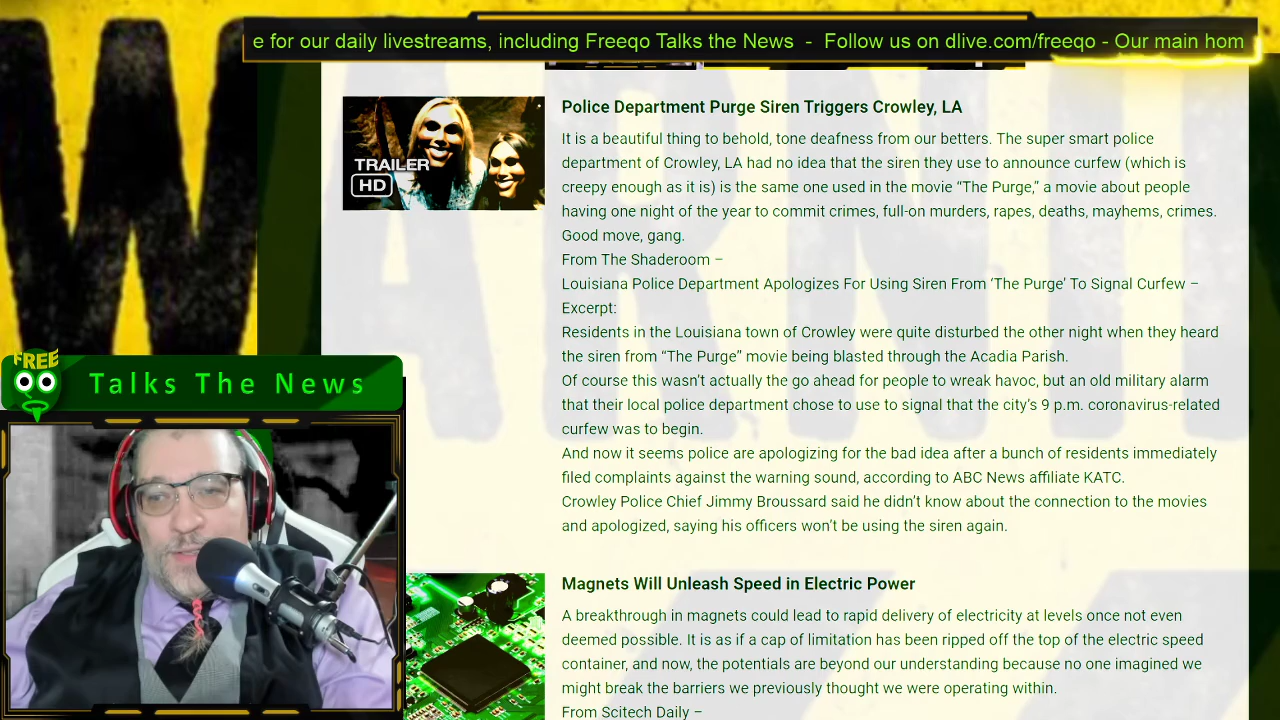 e for our daily livestreams, including Freeqo Talks the News - Follow us on dlive.com/freeqo - Our main hom
TRAILER
HD
Police Department Purge Siren Triggers Crowley, LA
It is a beautiful thing to behold, tone deafness from our betters. The super smart police
department of Crowley, LA had no idea that the siren they use to announce curfew (which is
creepy enough as it is) is the same one used in the movie “The Purge,” a movie about people
having one night of the year to commit crimes, full-on murders, rapes, deaths, mayhems, crimes.
Good move, gang.
From The Shaderoom –
Louisiana Police Department Apologizes For Using Siren From ‘The Purge’ To Signal Curfew –
Excerpt:
Residents in the Louisiana town of Crowley were quite disturbed the other night when they heard
the siren from “The Purge” movie being blasted through the Acadia Parish.
Of course this wasn’t actually the go ahead for people to wreak havoc, but an old military alarm
that their local police department chose to use to signal that the city’s 9 p.m. coronavirus-related
curfew was to begin.
And now it seems police are apologizing for the bad idea after a bunch of residents immediately
filed complaints against the warning sound, according to ABC News affiliate KATC.
Crowley Police Chief Jimmy Broussard said he didn’t know about the connection to the movies
and apologized, saying his officers won’t be using the siren again.
FREE
Talks The News
Magnets Will Unleash Speed in Electric Power
A breakthrough in magnets could lead to rapid delivery of electricity at levels once not even
deemed possible. It is as if a cap of limitation has been ripped off the top of the electric speed
container, and now, the potentials are beyond our understanding because no one imagined we
might break the barriers we previously thought we were operating within.
From Scitech Daily –